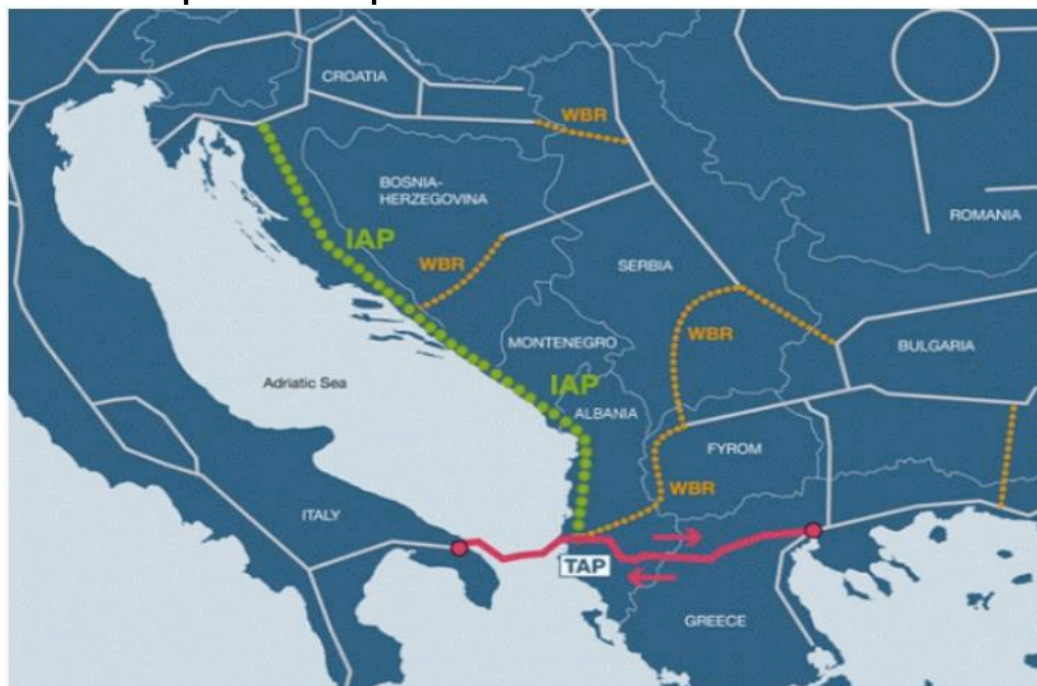 CROATIA
WBR
BOSNIA-
HERZEGOVINA
ROMANIA
IAP
WBR
SERBIA
WBR
MONTENEGRO
BULGARIA
Adriatic Sea
IAP
ALBANIA
FYROM
WBR
ITALY
TAP
GREECE